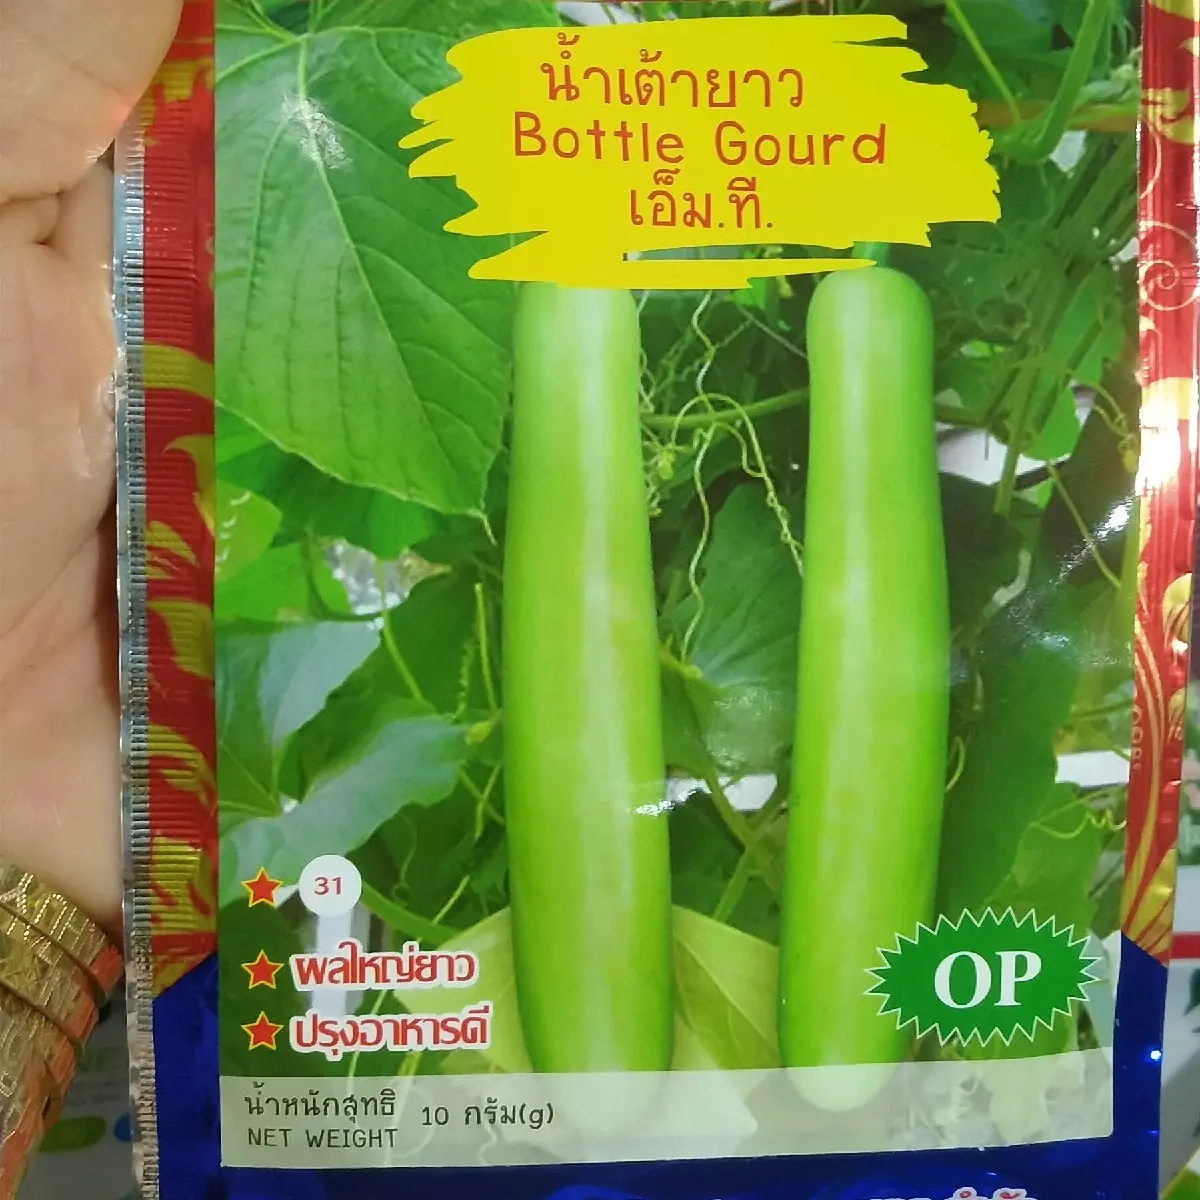 น้ำเต้ายาว
Bottle Gourd
เอ็ม.ที.
31
ผลใหญ่ยาว
ปรุงอาหารดี
OP
น้ำหนักสุทธิ 10 กรัม(g)
NET WEIGHT